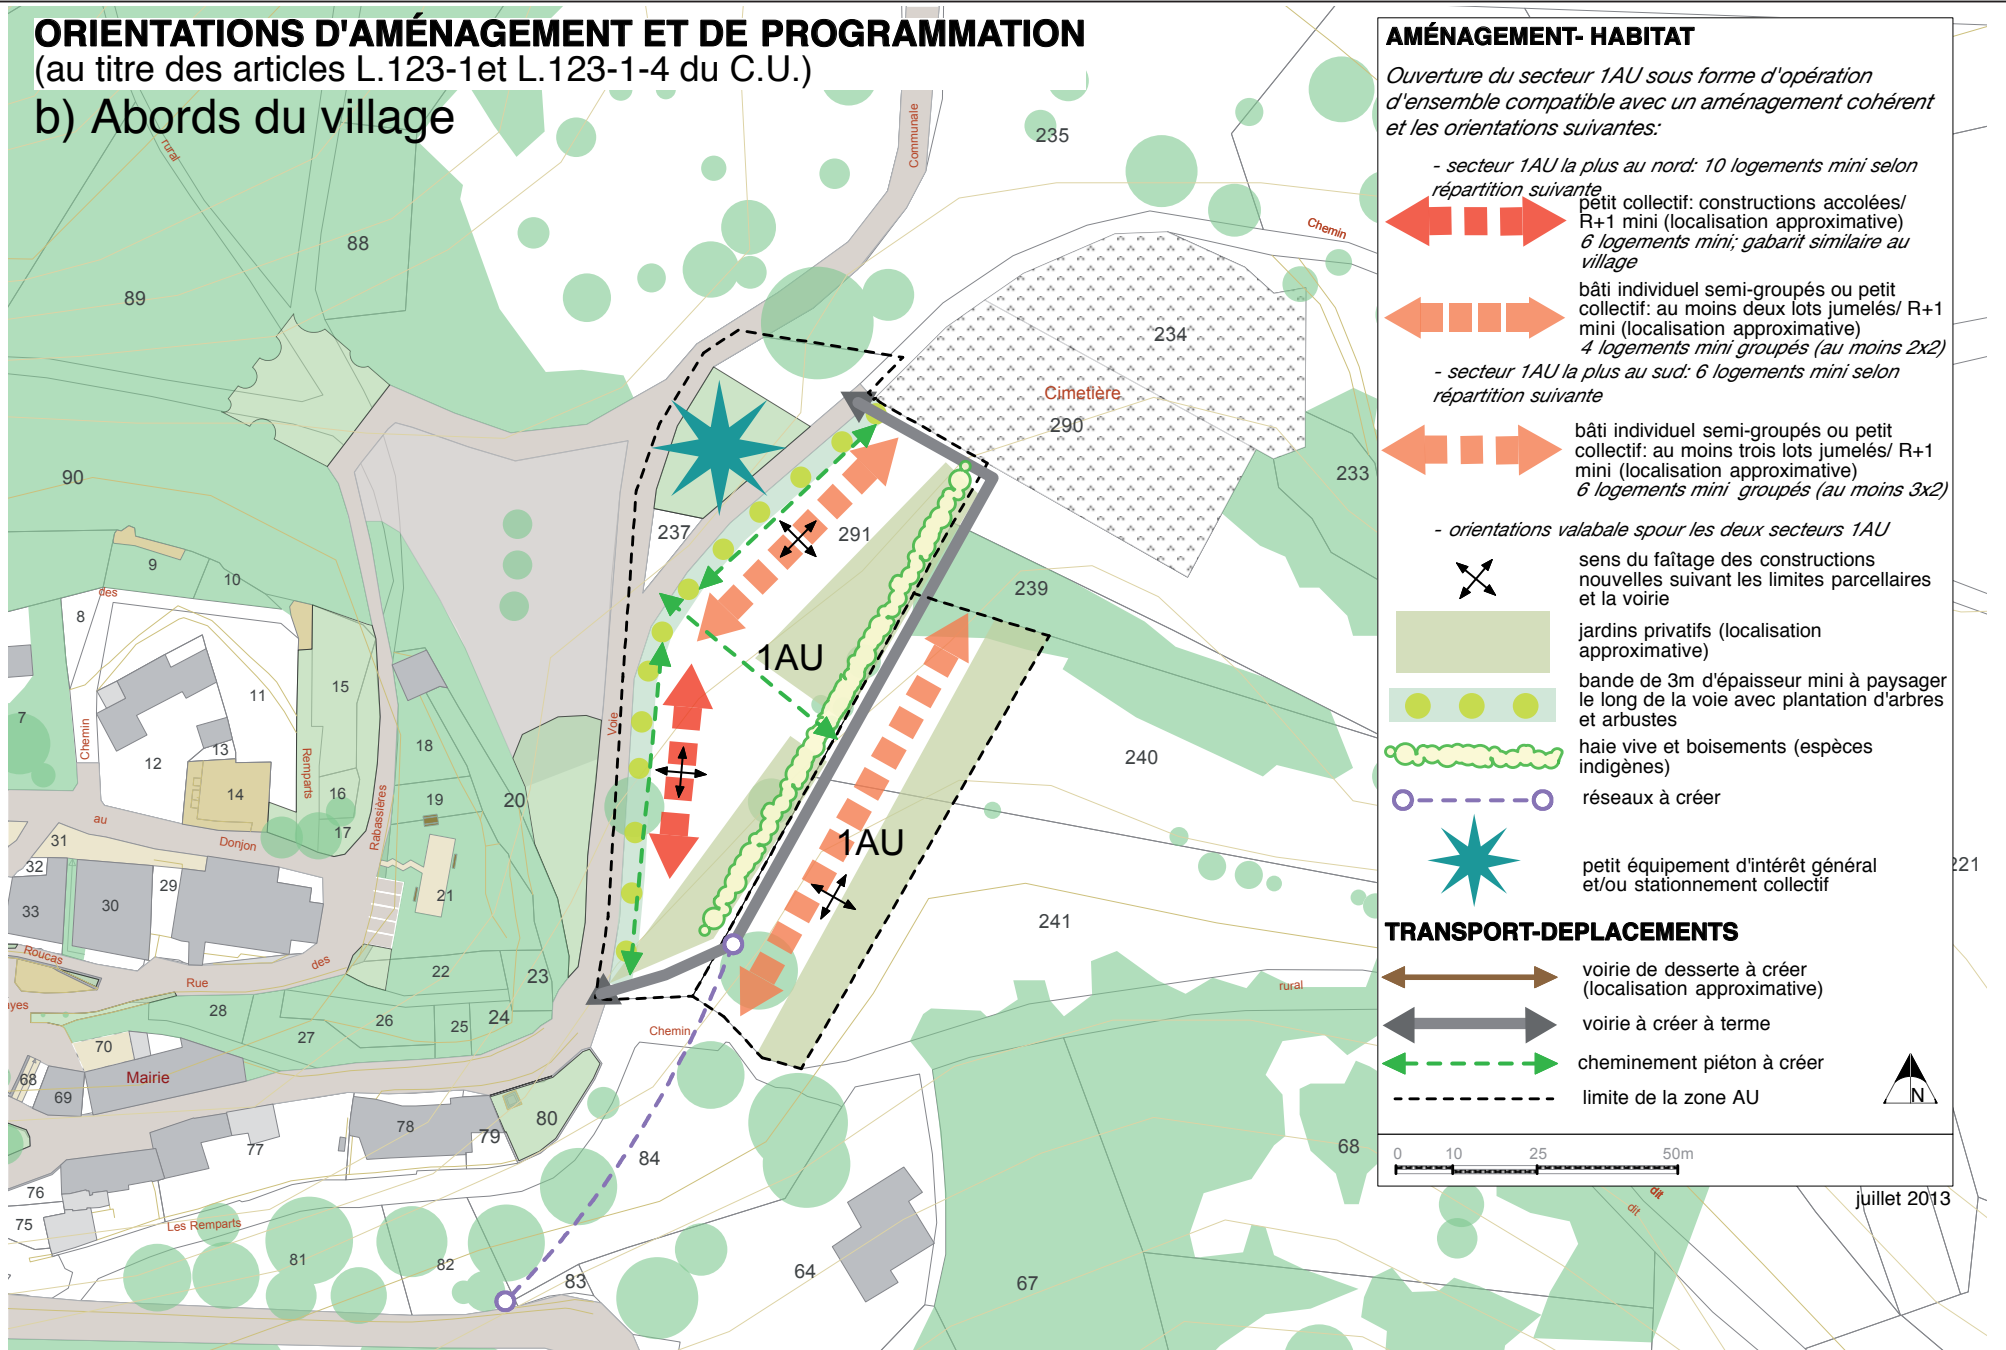 ORIENTATIONS D'AMÉNAGEMENT ET DE PROGRAMMATION
(au titre des articles L.123-1et L.123-1-4 du C.U.)
b) Abords du village
rural
Communale
235
Chemin
88
89
234
Cimetière
290
233
90
237
291
239
9
10
des
8
11
15
1AU
7
Chemin
12
13
14
Remparts
16
17
18
19
20
Voie
240
1AU
au
Donjon
Rabassières
31
32
33
30
29
21
241
Roucas
Rue
des
22
23
rural
yes
28
27
26
25
24
Chemin
70
68
69
Mairie
78
79
80
77
84
68
76
75
Les Remparts
81
82
83
64
67
221
dit
dit
AMÉNAGEMENT- HABITAT
Ouverture du secteur 1AU sous forme d'opération
d'ensemble compatible avec un aménagement cohérent
et les orientations suivantes:
- secteur 1AU la plus au nord: 10 logements mini selon
répartition suivante
petit collectif: constructions accolées/
R+1 mini (localisation approximative)
6 logements mini; gabarit similaire au
village
bâti individuel semi-groupés ou petit
collectif: au moins deux lots jumelés/ R+1
mini (localisation approximative)
4 logements mini groupés (au moins 2x2)
- secteur 1AU la plus au sud: 6 logements mini selon
répartition suivante
bâti individuel semi-groupés ou petit
collectif: au moins trois lots jumelés/ R+1
mini (localisation approximative)
6 logements mini groupés (au moins 3x2)
- orientations valabale spour les deux secteurs 1AU
sens du faîtage des constructions
nouvelles suivant les limites parcellaires
et la voirie
jardins privatifs (localisation
approximative)
bande de 3m d'épaisseur mini à paysager
le long de la voie avec plantation d'arbres
et arbustes
haie vive et boisements (espèces
indigènes)
réseaux à créer
petit équipement d'intérêt général
et/ou stationnement collectif
TRANSPORT-DEPLACEMENTS
voirie de desserte à créer
(localisation approximative)
voirie à créer à terme
cheminement piéton à créer
limite de la zone AU
N
0 10 25 50m
juillet 2013